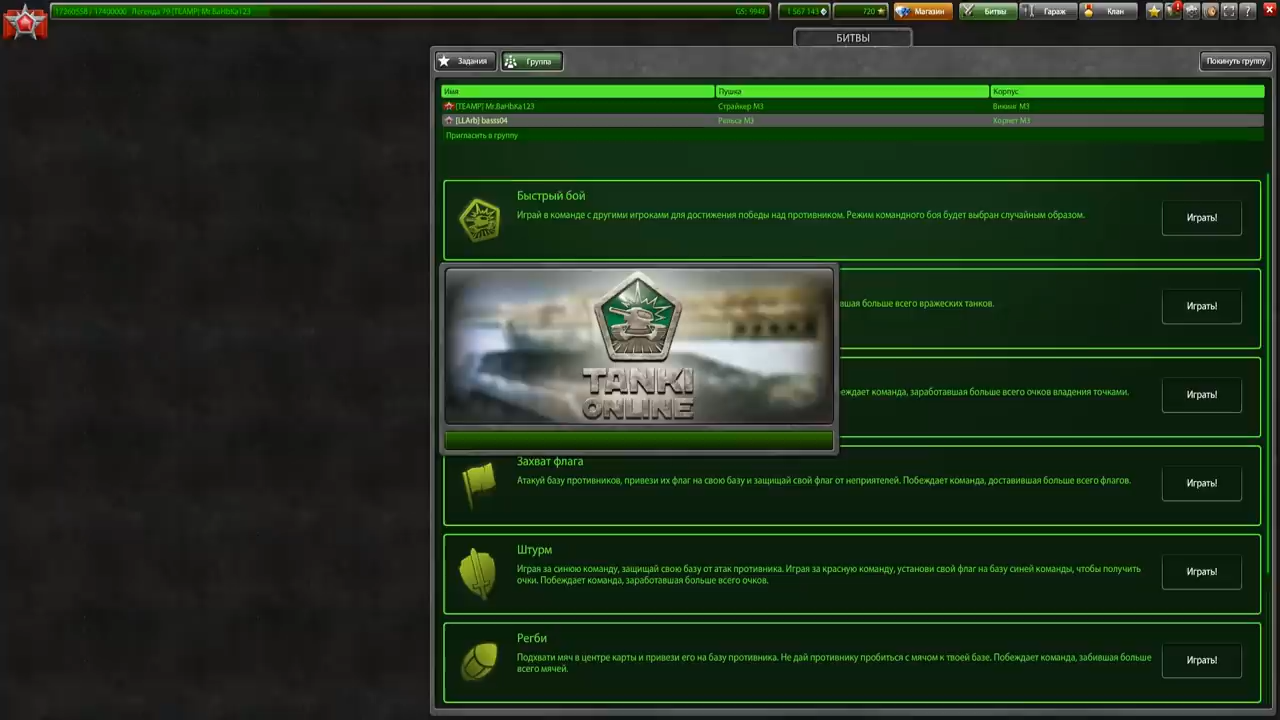 17260558 / 17400000 Легенда 79 [TEAMP] Mr.BaHbKa123
GS: 9949
1 567 143
720
Магазин
Битвы
Гараж
Клан
?
БИТВЫ
Задания
Группа
Покинуть группу
Имя
Пушка
Корпус
[TEAMP] Mr.BaHbKa123
Страйкер М3
Викинг М3
[LLArb] basss04
Рельса М3
Хорнет М3
Пригласить в группу
Быстрый бой
Играй в команде с другими игроками для достижения победы над противником. Режим командного боя будет выбран случайным образом.
Играть!
вшая больше всего вражеских танков.
Играть!
беждает команда, заработавшая больше всего очков владения точками.
Играть!
TANKI
ONLINE
Захват флага
Атакуй базу противников, привези их флаг на свою базу и защищай свой флаг от неприятелей. Побеждает команда, доставившая больше всего флагов.
Играть!
Штурм
Играя за синюю команду, защищай свою базу от атак противника. Играя за красную команду, установи свой флаг на базу синей команды, чтобы получить
очки. Побеждает команда, заработавшая больше всего очков.
Играть!
Регби
Подхвати мяч в центре карты и привези его на базу противника. Не дай противнику пробиться с мячом к твоей базе. Побеждает команда, забившая больше
всего мячей.
Играть!